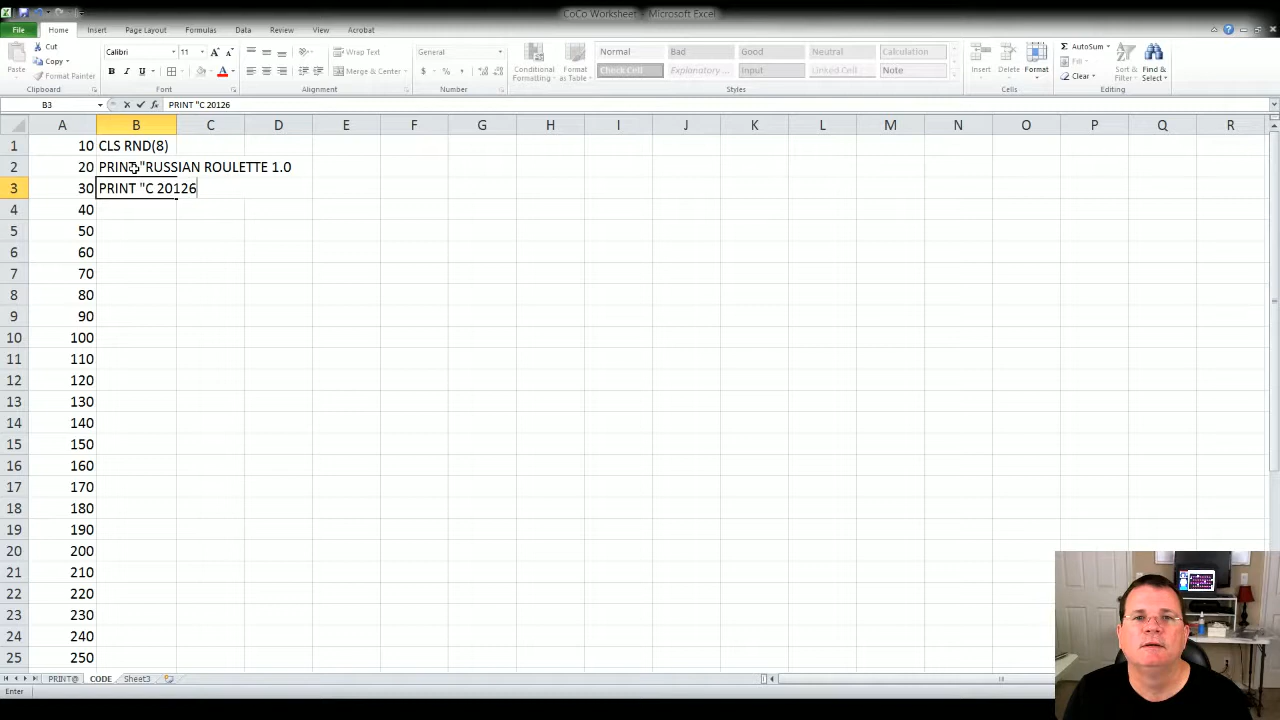 CoCo Worksheet - Microsoft Excel
File Home Insert Page Layout Formulas Data Review View Acrobat
Paste Cut Copy Format Painter Clipboard
Calibri 11 A A B I U A Font
Wrap Text Merge & Center Alignment
General $ % , Number
Conditional Formatting Format as Table Normal Bad Good Neutral Calculation
Check Cell Explanatory ... Input Linked Cell Note Styles
Insert Delete Format Cells
AutoSum Fill Clear Sort & Filter Find & Select Editing
B3 fx PRINT "C 20126
A B C D E F G H I J K L M N O P Q R
1 10 CLS RND(8)
2 20 PRINT "RUSSIAN ROULETTE 1.0
3 30 PRINT "C 20126
4 40
5 50
6 60
7 70
8 80
9 90
10 100
11 110
12 120
13 130
14 140
15 150
16 160
17 170
18 180
19 190
20 200
21 210
22 220
23 230
24 240
25 250
PRINT@ CODE Sheet3
Enter